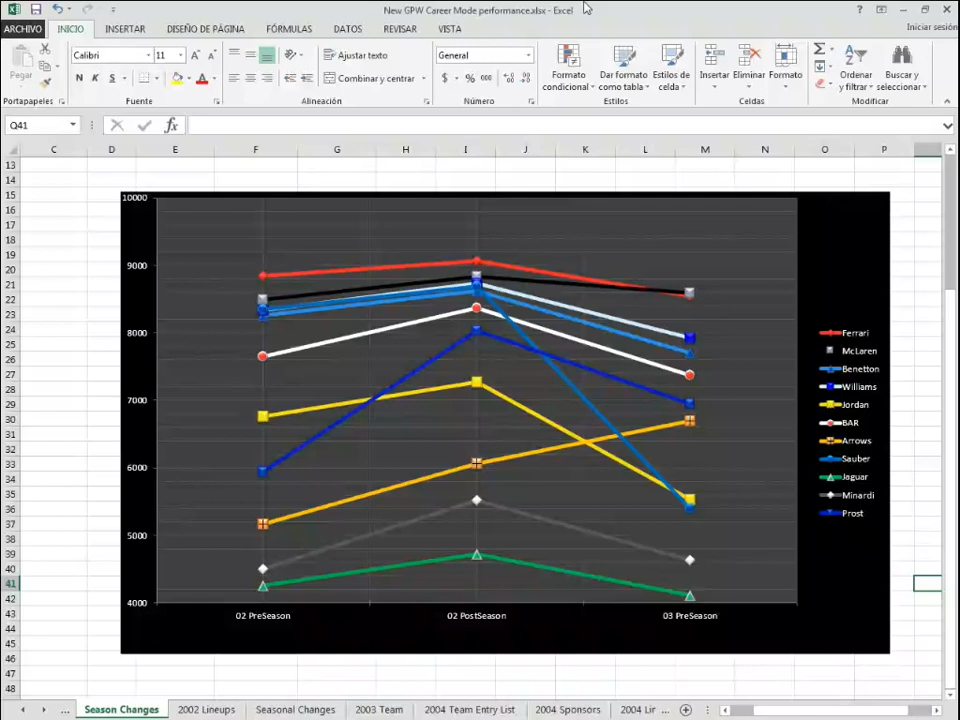 New GPW Career Mode performance.xlsx - Excel
ARCHIVO INICIO INSERTAR DISEÑO DE PÁGINA FÓRMULAS DATOS REVISAR VISTA Iniciar sesión
Pegar
Calibri 11
N K S
Ajustar texto
Combinar y centrar
General
$ % 000
Formato condicional
Dar formato como tabla
Estilos de celda
Insertar
Eliminar
Formato
Ordenar y filtrar
Buscar y seleccionar
Portapapeles Fuente Alineación Número Estilos Celdas Modificar
Q41 fx
C D E F G H I J K L M N O P
13
14
15
16
17
18
19
20
21
22
23
24
25
26
27
28
29
30
31
32
33
34
35
36
37
38
39
40
41
42
43
44
45
46
47
48
10000
9000
8000
7000
6000
5000
4000
02 PreSeason 02 PostSeason 03 PreSeason
Ferrari
McLaren
Benetton
Williams
Jordan
BAR
Arrows
Sauber
Jaguar
Minardi
Prost
... Season Changes 2002 Lineups Seasonal Changes 2003 Team 2004 Team Entry List 2004 Sponsors 2004 Lir ...